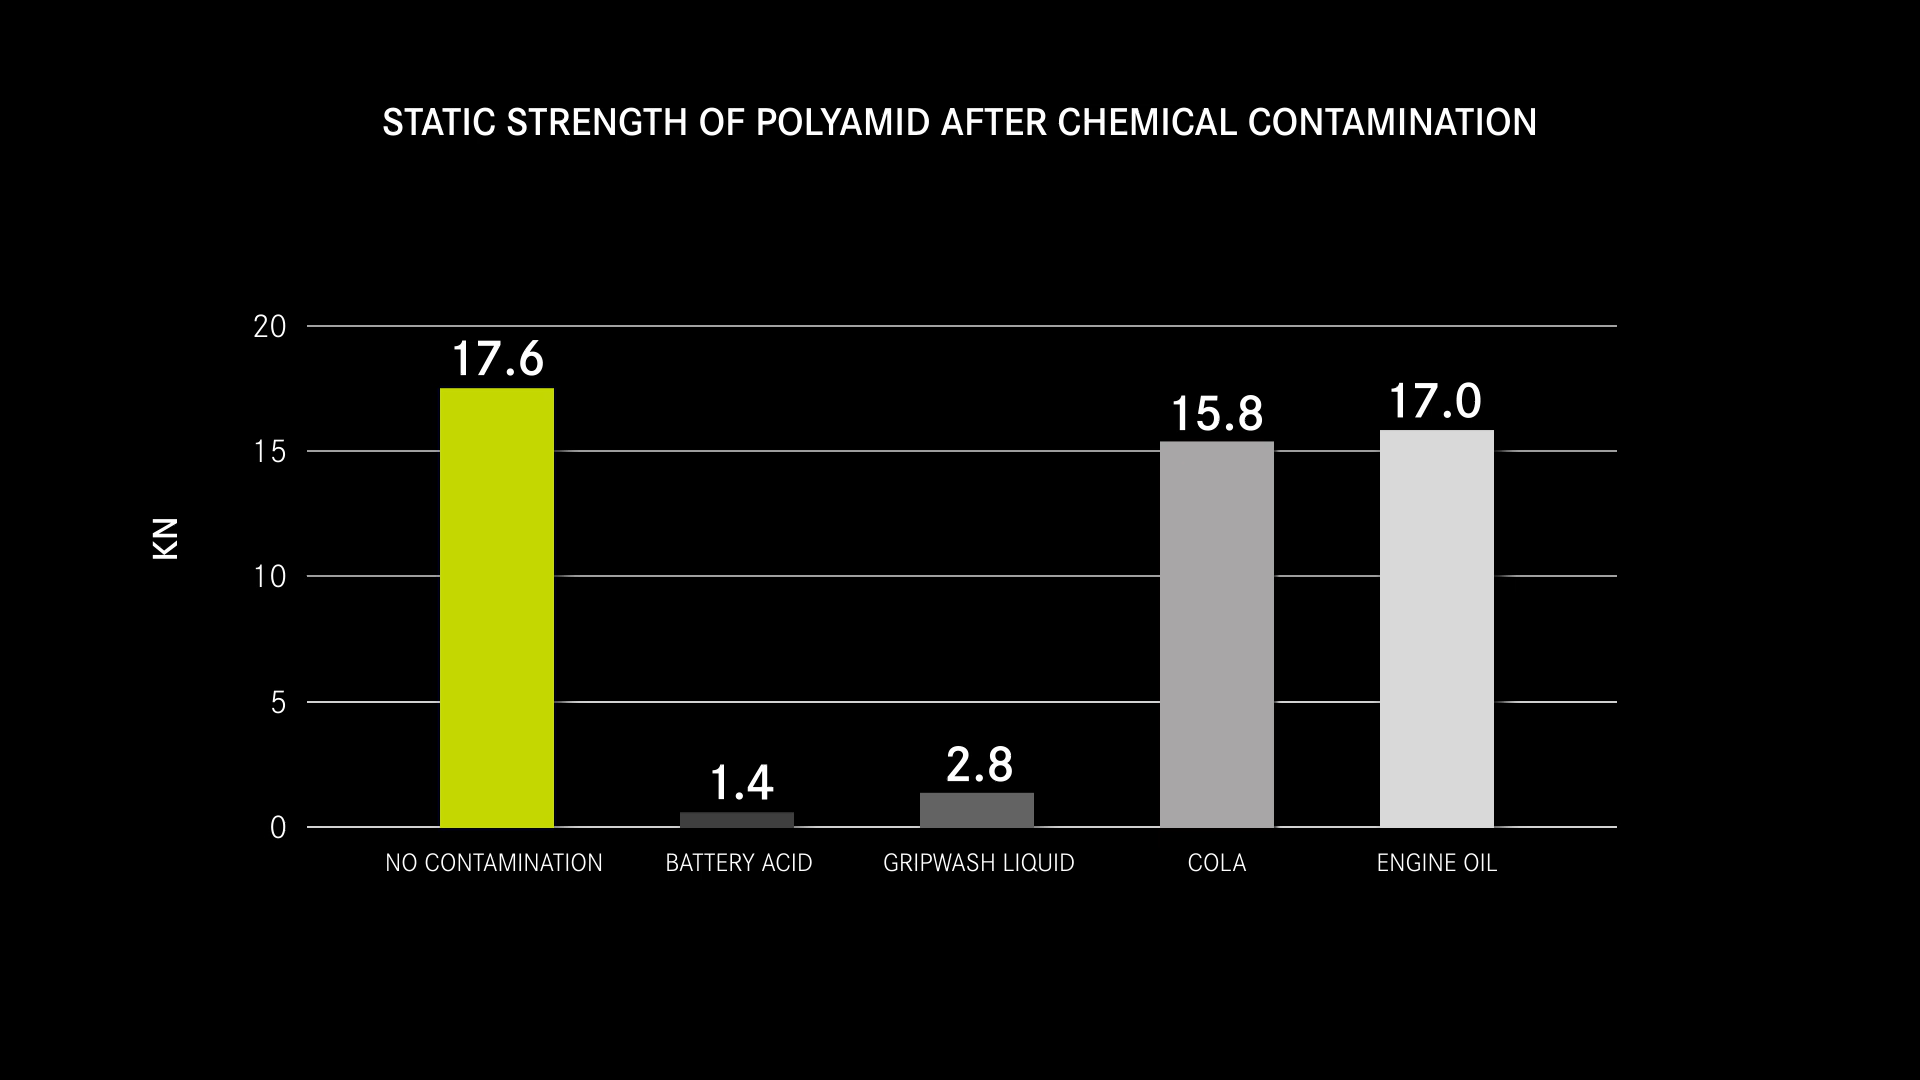 STATIC STRENGTH OF POLYAMID AFTER CHEMICAL CONTAMINATION
20
17.6
17.0
15.8
15
KN
10
5
2.8
1.4
0
NO CONTAMINATION
BATTERY ACID
GRIPWASH LIQUID
COLA
ENGINE OIL